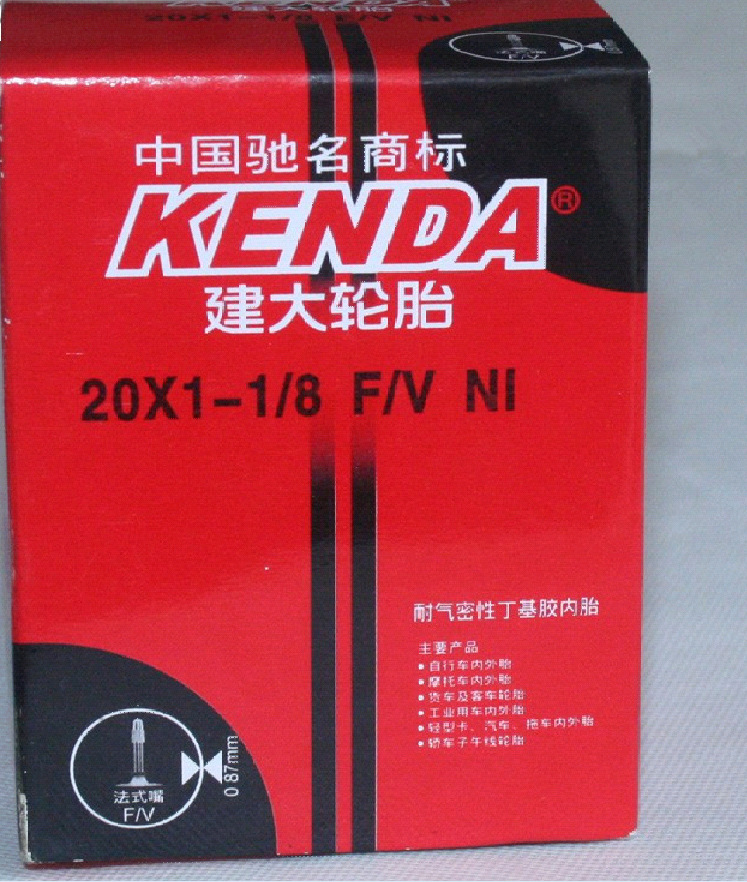 中国驰名商标
KENDA®
建大轮胎
20X1-1/8 F/V NI
耐气密性丁基胶内胎
主要产品
• 自行车内外胎
• 摩托车内外胎
• 货车及客车轮胎
• 工业用车内外胎
• 轻型卡、汽车、拖车内外胎
• 轿车子午线轮胎
0.87mm
法式嘴
F/V